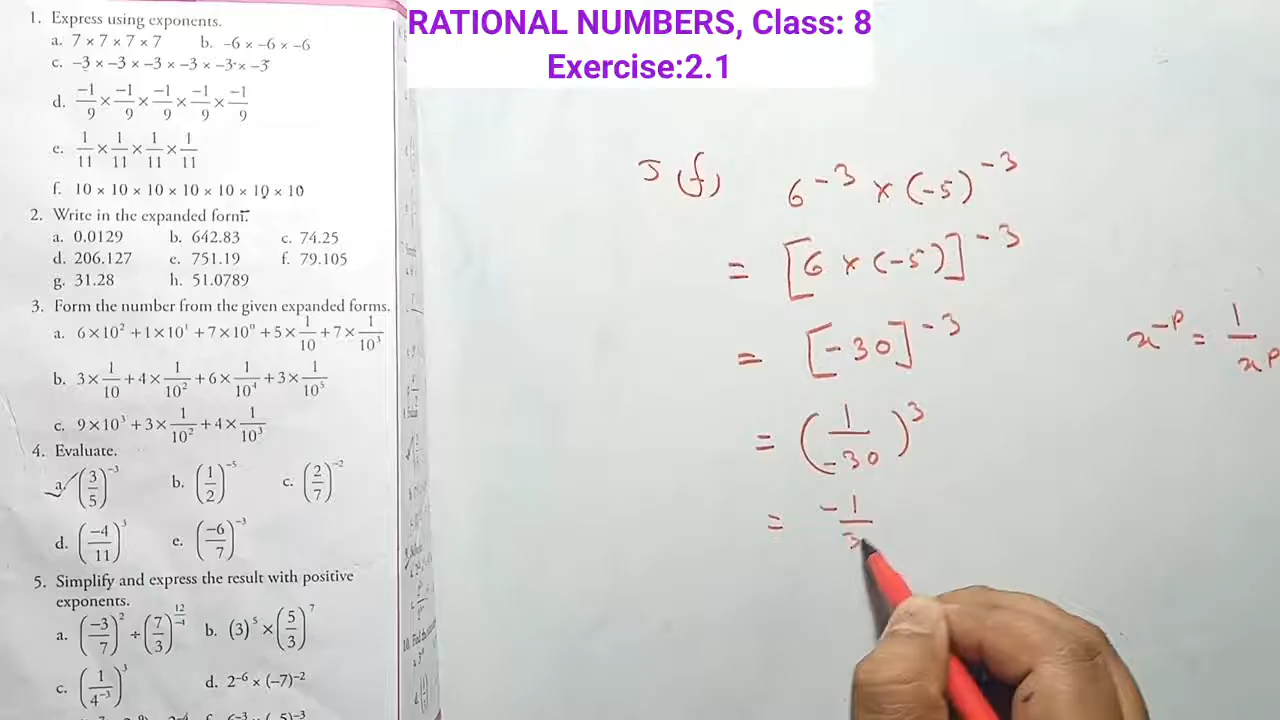 RATIONAL NUMBERS, Class: 8
Exercise:2.1
1. Express using exponents.
a. 7 × 7 × 7 × 7 b. -6 × -6 × -6
c. -3 × -3 × -3 × -3 × -3 × -3
d. -1/9 × -1/9 × -1/9 × -1/9 × -1/9
e. 1/11 × 1/11 × 1/11 × 1/11
f. 10 × 10 × 10 × 10 × 10 × 10 × 10
2. Write in the expanded form.
a. 0.0129 b. 642.83 c. 74.25
d. 206.127 e. 751.19 f. 79.105
g. 31.28 h. 51.0789
3. Form the number from the given expanded forms.
a. 6×10² +1×10¹ +7×10⁰ +5× 1/10 +7× 1/10³
b. 3× 1/10 +4× 1/10² +6× 1/10⁴ +3× 1/10⁵
c. 9×10³ +3× 1/10² +4× 1/10³
4. Evaluate.
a. (3/5)⁻³ b. (1/2)⁻⁵ c. (2/7)⁻²
d. (-4/11)³ e. (-6/7)⁻³
5. Simplify and express the result with positive
exponents.
a. (-3/7)² ÷ (7/3)^(12/-4) b. (3)⁵ × (5/3)⁷
c. (1/4⁻³)³ d. 2⁻⁶ × (-7)⁻²
5 (f) 6⁻³ × (-5)⁻³
= [6 × (-5)]⁻³
= [-30]⁻³
= (1/-30)³
= -1/3
x⁻ᵖ = 1/xᵖ